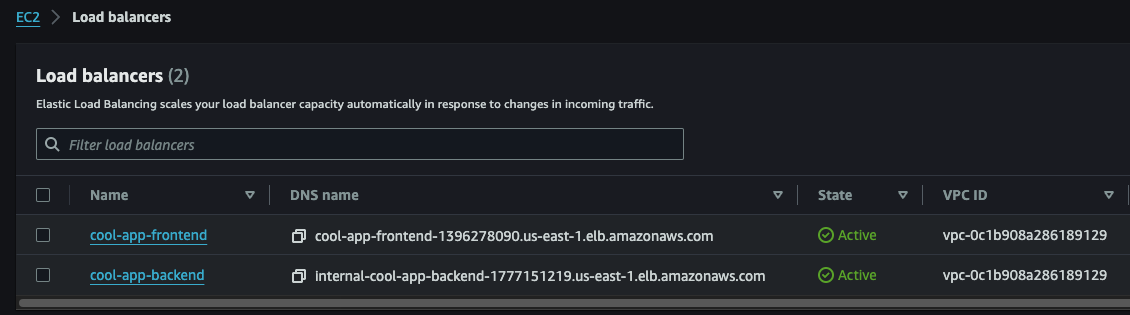 EC2 > Load balancers
Load balancers (2)
Elastic Load Balancing scales your load balancer capacity automatically in response to changes in incoming traffic.
Filter load balancers
Name DNS name State VPC ID
cool-app-frontend cool-app-frontend-1396278090.us-east-1.elb.amazonaws.com Active vpc-0c1b908a286189129
cool-app-backend internal-cool-app-backend-1777151219.us-east-1.elb.amazonaws.com Active vpc-0c1b908a286189129